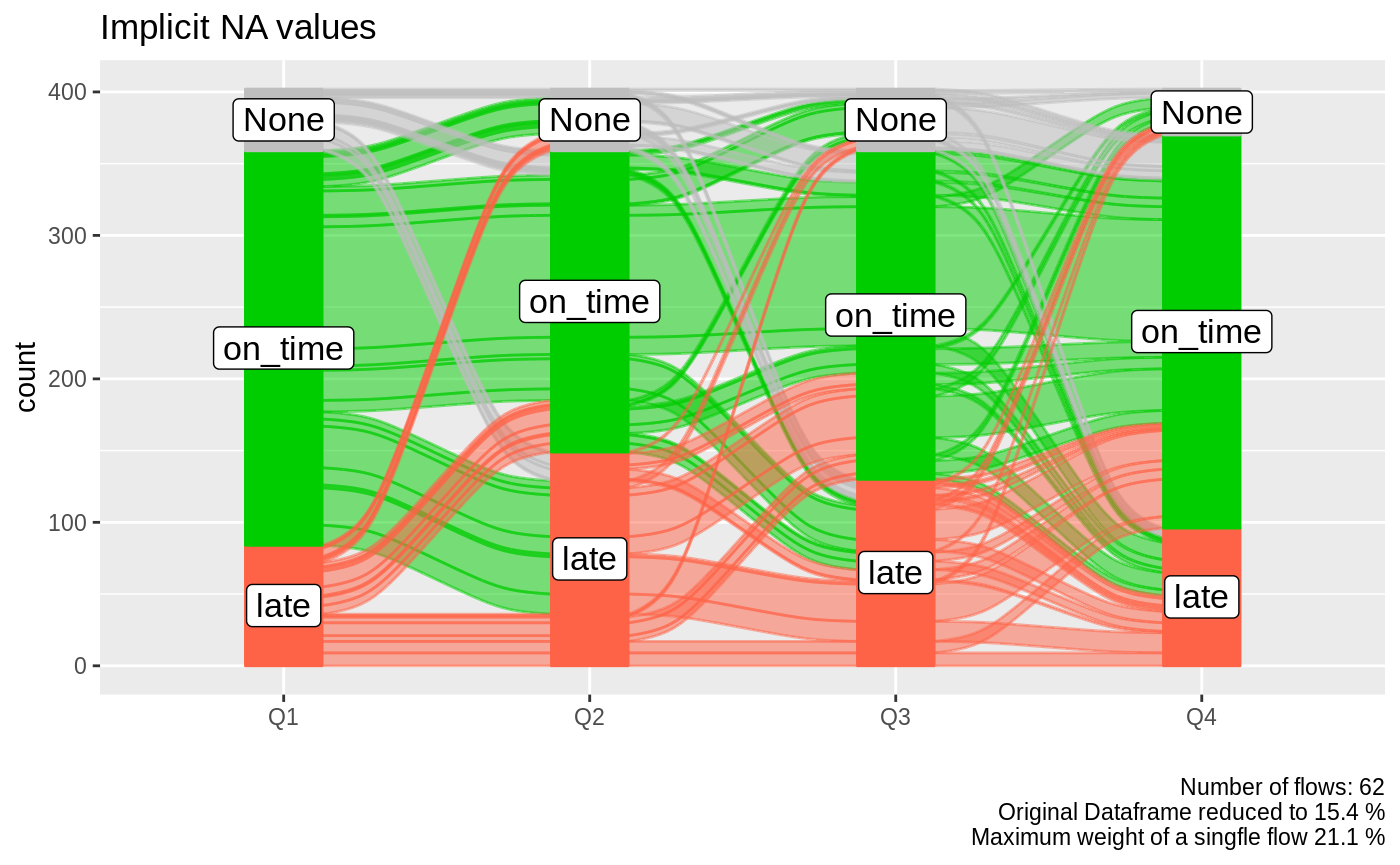 Implicit NA values
count
400
300
200
100
0
None
None
None
None
on_time
on_time
on_time
on_time
late
late
late
late
Q1
Q2
Q3
Q4
Number of flows: 62
Original Dataframe reduced to 15.4 %
Maximum weight of a singfle flow 21.1 %